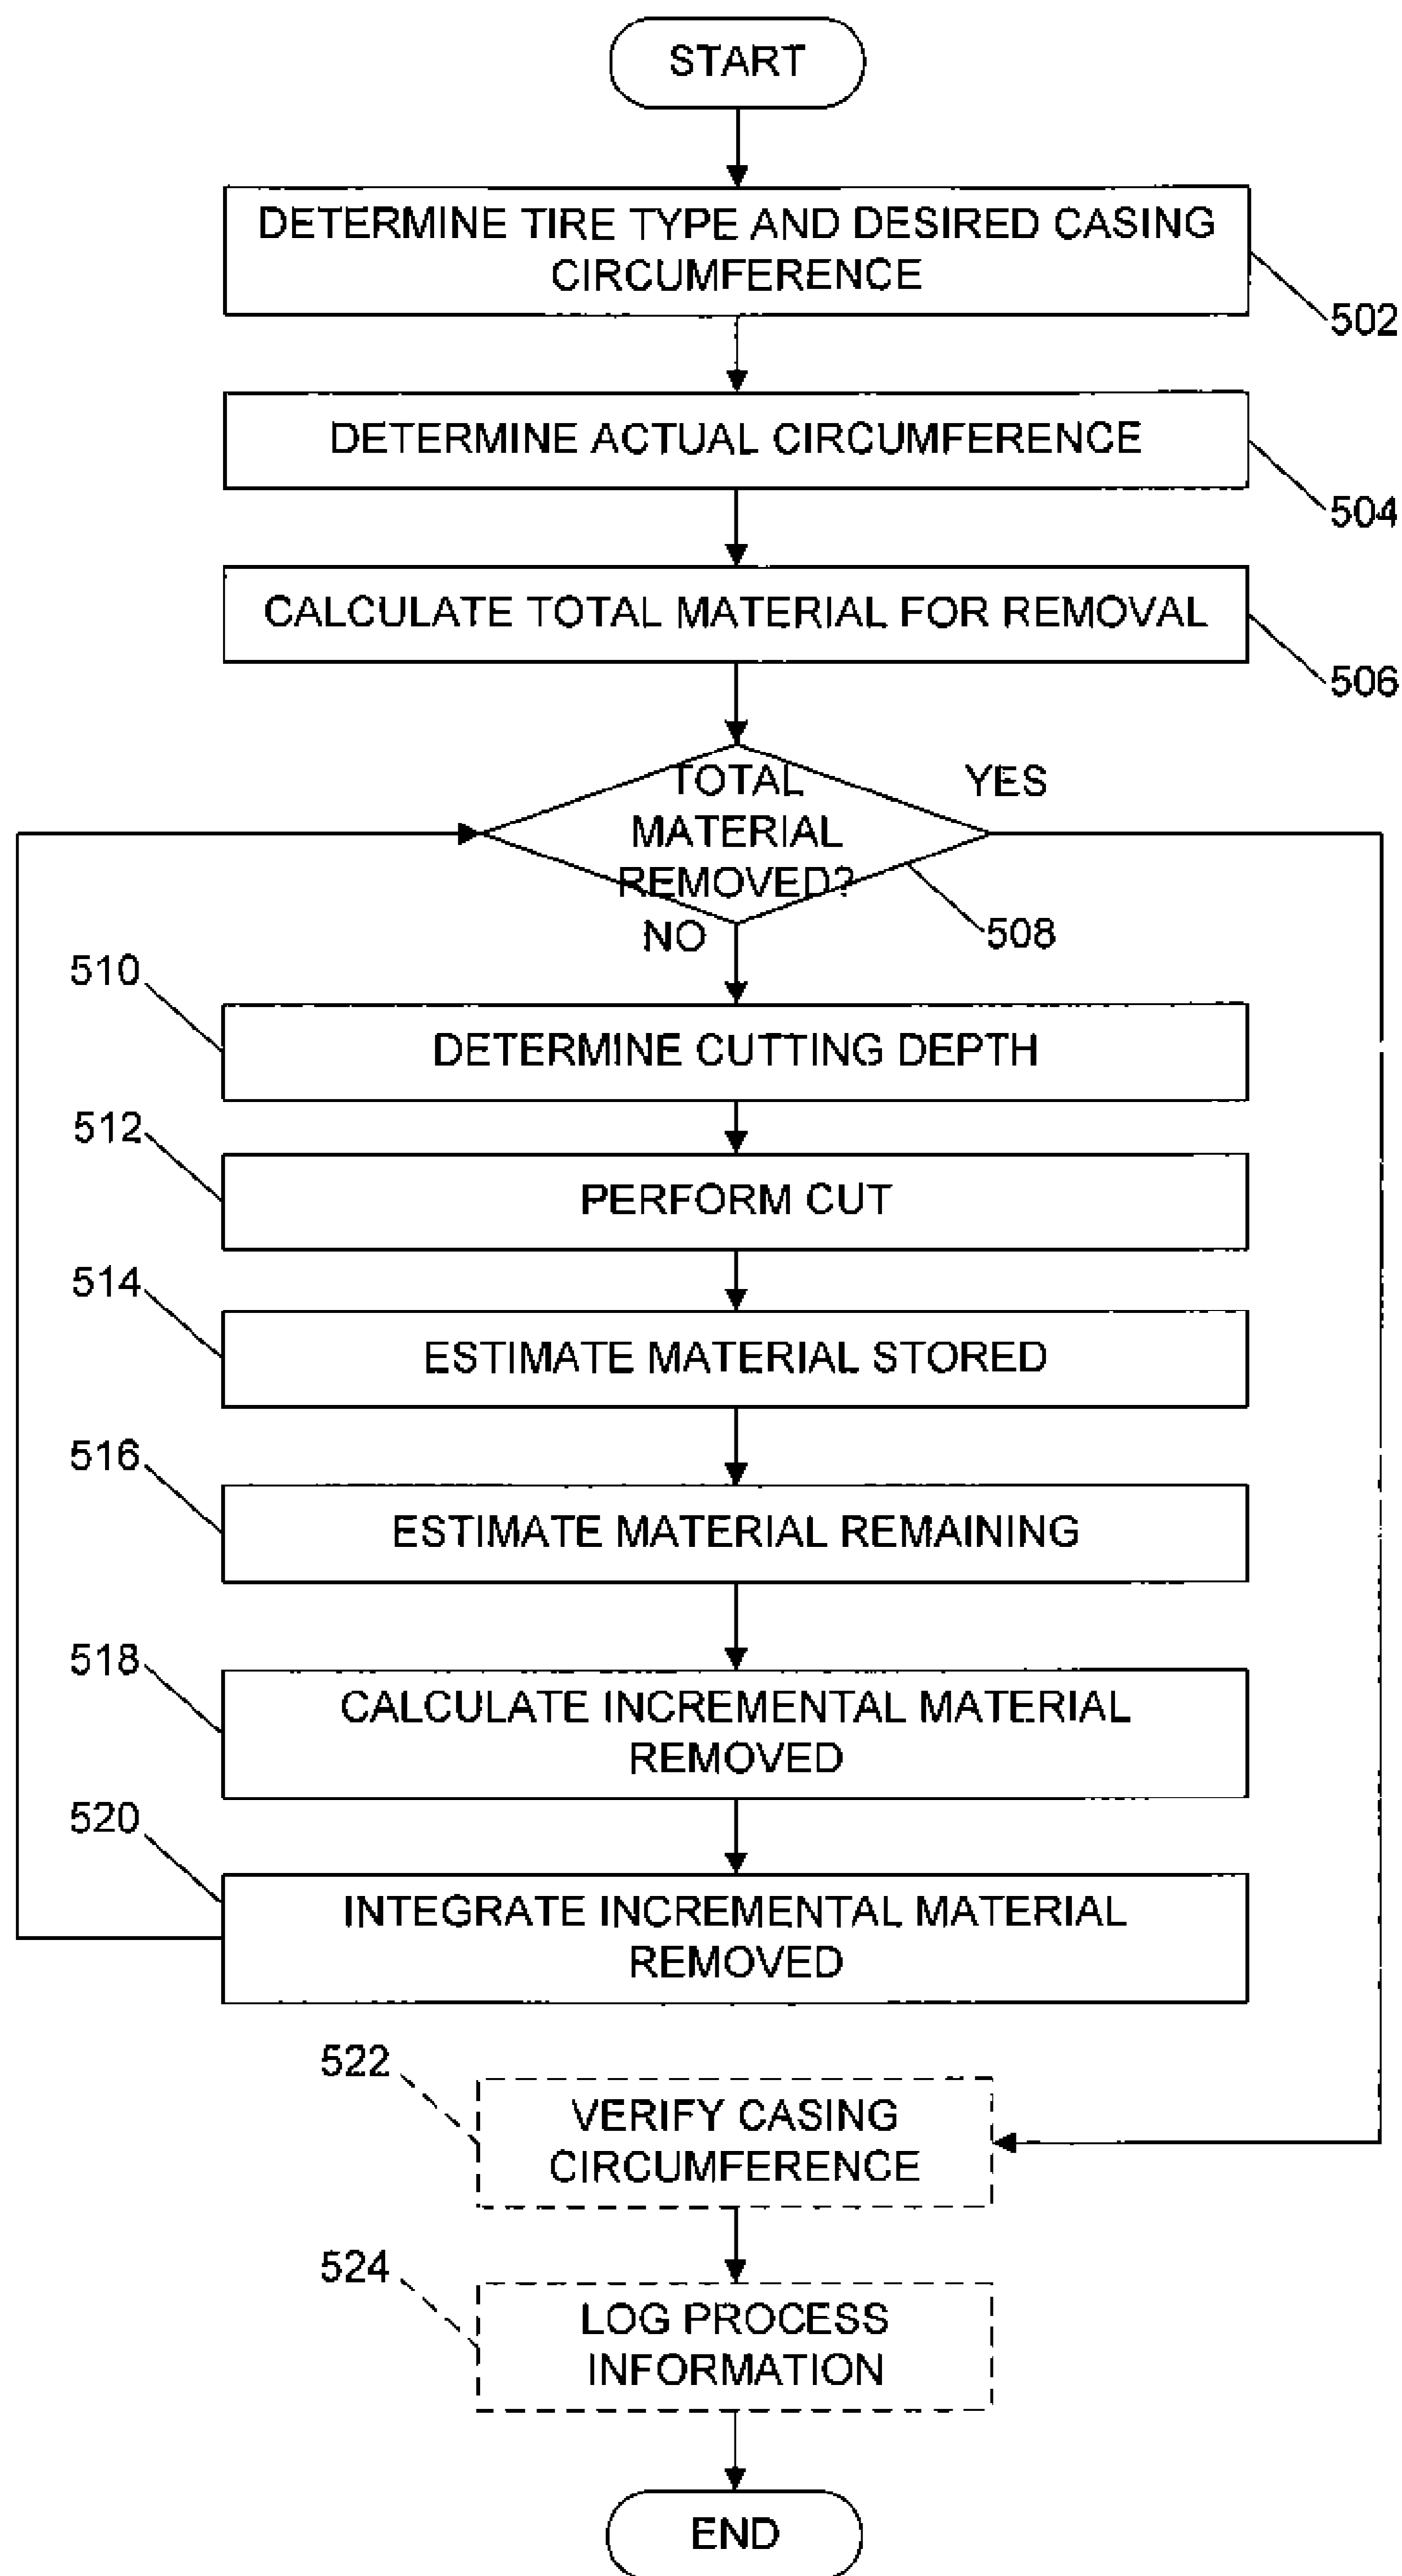 START
DETERMINE TIRE TYPE AND DESIRED CASING
CIRCUMFERENCE
502
DETERMINE ACTUAL CIRCUMFERENCE
504
CALCULATE TOTAL MATERIAL FOR REMOVAL
506
TOTAL
MATERIAL
REMOVED?
YES
NO
508
510
DETERMINE CUTTING DEPTH
512
PERFORM CUT
514
ESTIMATE MATERIAL STORED
516
ESTIMATE MATERIAL REMAINING
518
CALCULATE INCREMENTAL MATERIAL
REMOVED
520
INTEGRATE INCREMENTAL MATERIAL
REMOVED
522
VERIFY CASING
CIRCUMFERENCE
524
LOG PROCESS
INFORMATION
END